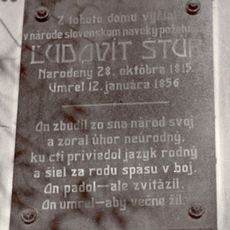 Z tohoto domu vyšiel
v národe slovenskom naveky požehnaný
ĽUDOVÍT ŠTÚR
Narodený 28. októbra 1815.
Umrel 12. januára 1856.
On zbudil zo sna národ svoj
a zoral úhor neúrodný,
ku cti priviedol jazyk rodný
a šiel za rodu spásu v boj.
On padol—ale zvíťazil.
On umrel—aby večne žil.